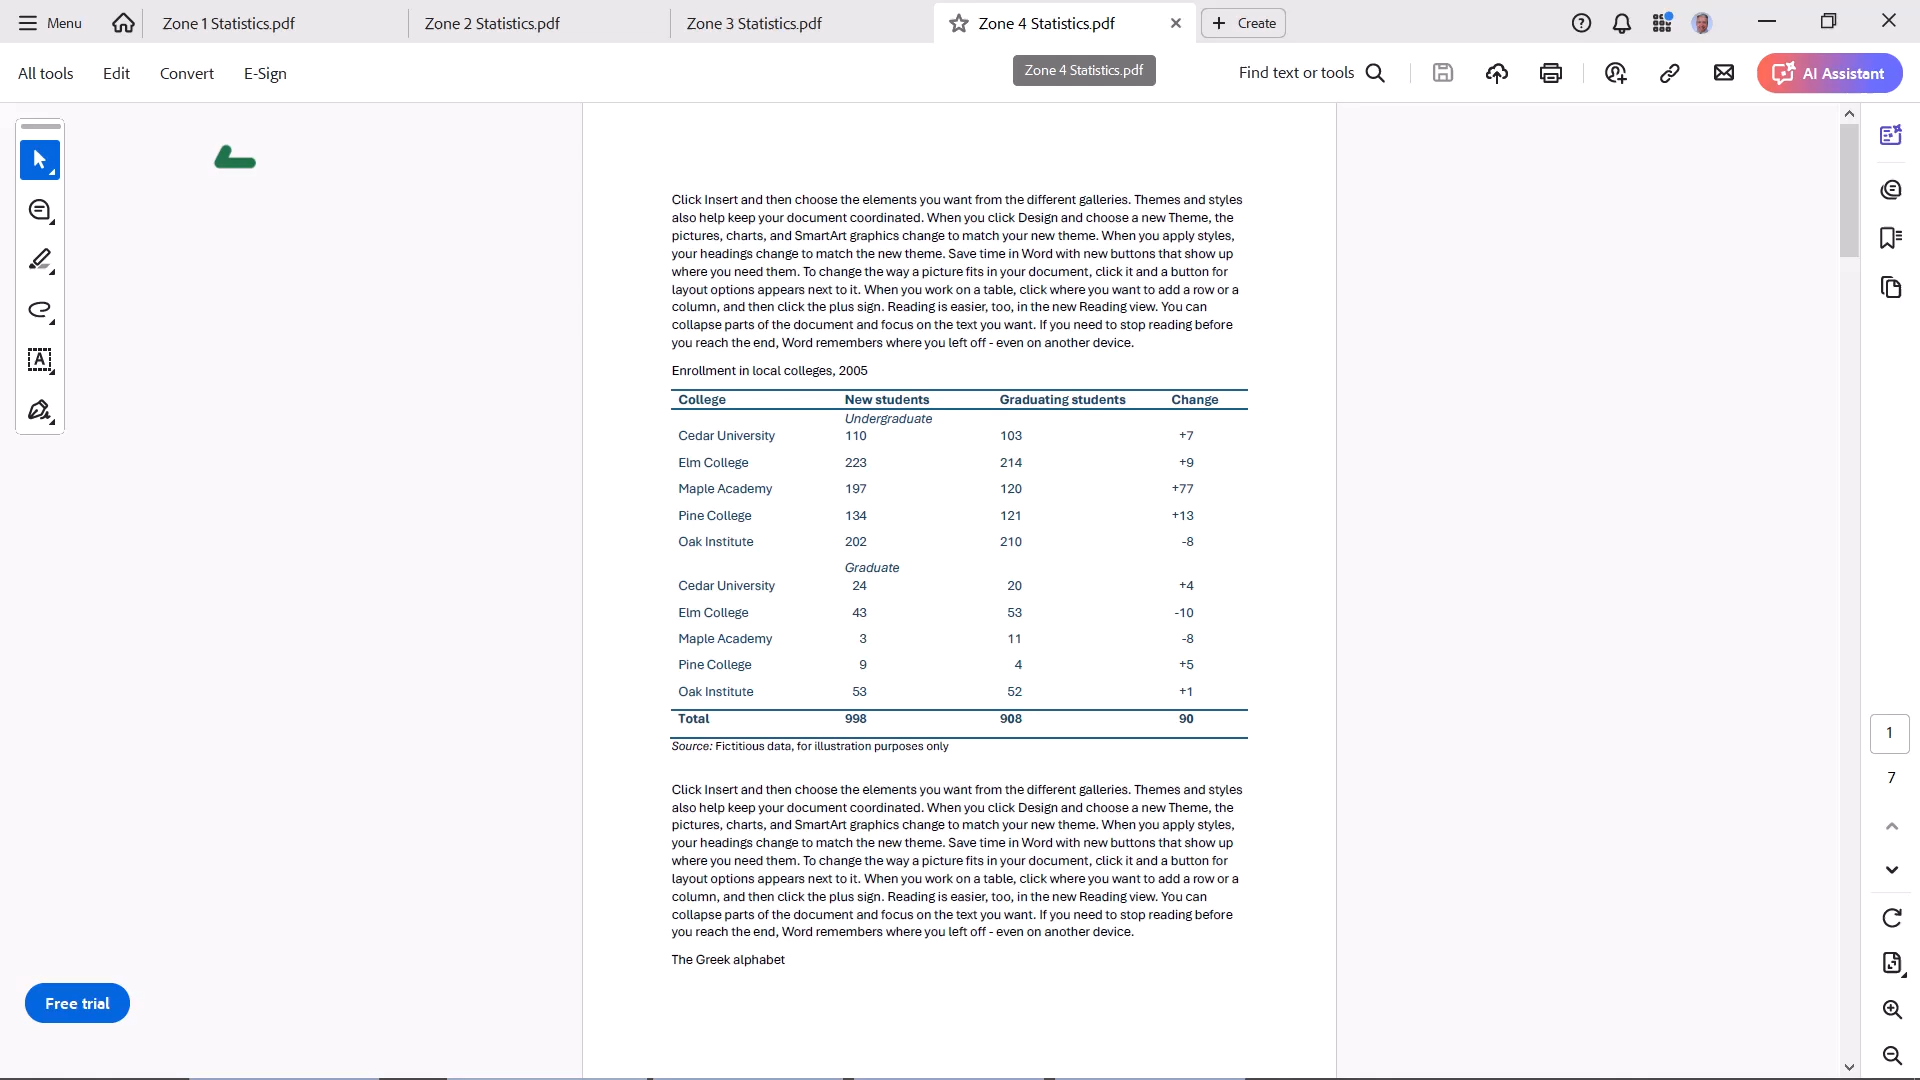 Menu
Zone 1 Statistics.pdf
Zone 2 Statistics.pdf
Zone 3 Statistics.pdf
Zone 4 Statistics.pdf
Create
All tools
Edit
Convert
E-Sign
Zone 4 Statistics.pdf
Find text or tools
AI Assistant
Click Insert and then choose the elements you want from the different galleries. Themes and styles
also help keep your document coordinated. When you click Design and choose a new Theme, the
pictures, charts, and SmartArt graphics change to match your new theme. When you apply styles,
your headings change to match the new theme. Save time in Word with new buttons that show up
where you need them. To change the way a picture fits in your document, click it and a button for
layout options appears next to it. When you work on a table, click where you want to add a row or a
column, and then click the plus sign. Reading is easier, too, in the new Reading view. You can
collapse parts of the document and focus on the text you want. If you need to stop reading before
you reach the end, Word remembers where you left off - even on another device.
Enrollment in local colleges, 2005
College New students Graduating students Change
Undergraduate
Cedar University 110 103 +7
Elm College 223 214 +9
Maple Academy 197 120 +77
Pine College 134 121 +13
Oak Institute 202 210 -8
Graduate
Cedar University 24 20 +4
Elm College 43 53 -10
Maple Academy 3 11 -8
Pine College 9 4 +5
Oak Institute 53 52 +1
Total 998 908 90
Source: Fictitious data, for illustration purposes only
Click Insert and then choose the elements you want from the different galleries. Themes and styles
also help keep your document coordinated. When you click Design and choose a new Theme, the
pictures, charts, and SmartArt graphics change to match your new theme. When you apply styles,
your headings change to match the new theme. Save time in Word with new buttons that show up
where you need them. To change the way a picture fits in your document, click it and a button for
layout options appears next to it. When you work on a table, click where you want to add a row or a
column, and then click the plus sign. Reading is easier, too, in the new Reading view. You can
collapse parts of the document and focus on the text you want. If you need to stop reading before
you reach the end, Word remembers where you left off - even on another device.
The Greek alphabet
Free trial
1
7